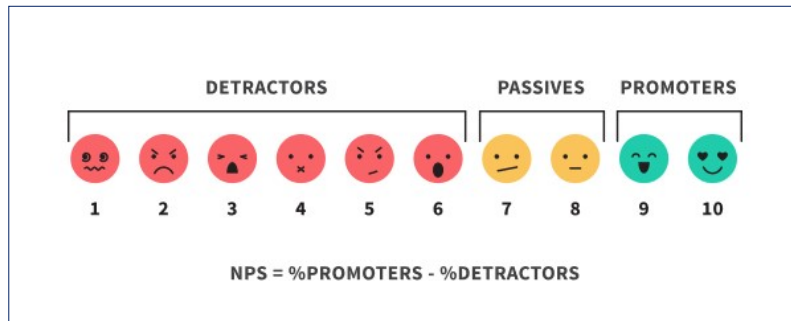 DETRACTORS PASSIVES PROMOTERS
1 2 3 4 5 6 7 8 9 10
NPS = %PROMOTERS - %DETRACTORS